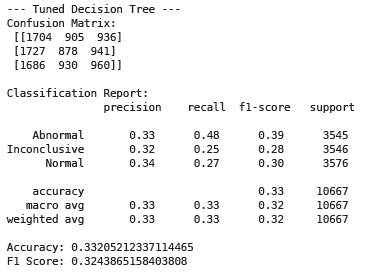 --- Tuned Decision Tree ---
Confusion Matrix:
[[1704 905 936]
[1727 878 941]
[1686 930 960]]
Classification Report:
precision recall f1-score support
Abnormal 0.33 0.48 0.39 3545
Inconclusive 0.32 0.25 0.28 3546
Normal 0.34 0.27 0.30 3576
accuracy 0.33 10667
macro avg 0.33 0.33 0.32 10667
weighted avg 0.33 0.33 0.32 10667
Accuracy: 0.33205212337114465
F1 Score: 0.3243865158403808